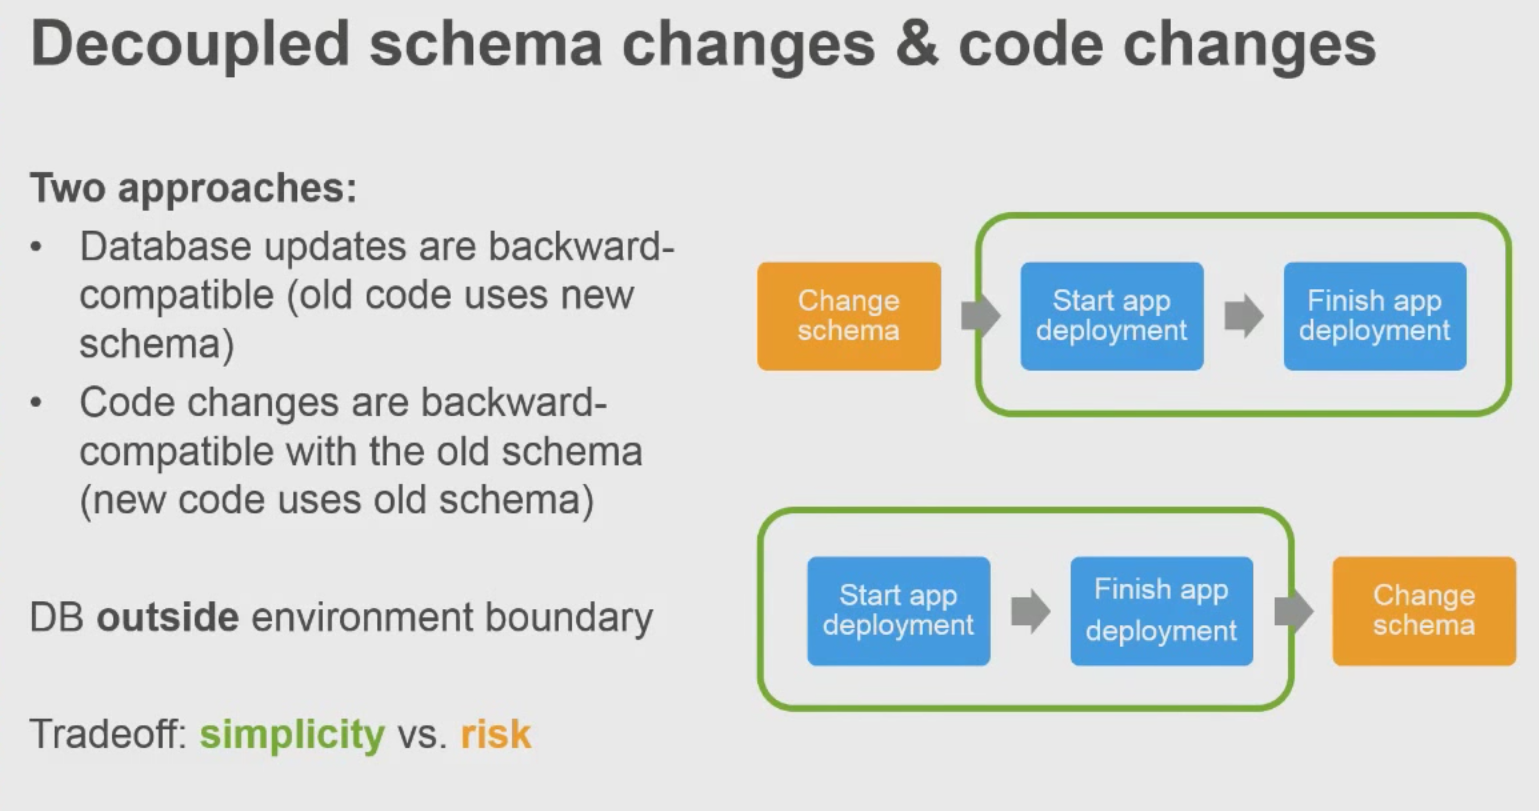 Decoupled schema changes & code changes
Two approaches:
• Database updates are backward-
compatible (old code uses new
schema)
• Code changes are backward-
compatible with the old schema
(new code uses old schema)
DB outside environment boundary
Tradeoff: simplicity vs. risk
Change
schema
Start app
deployment
Finish app
deployment
Start app
deployment
Finish app
deployment
Change
schema